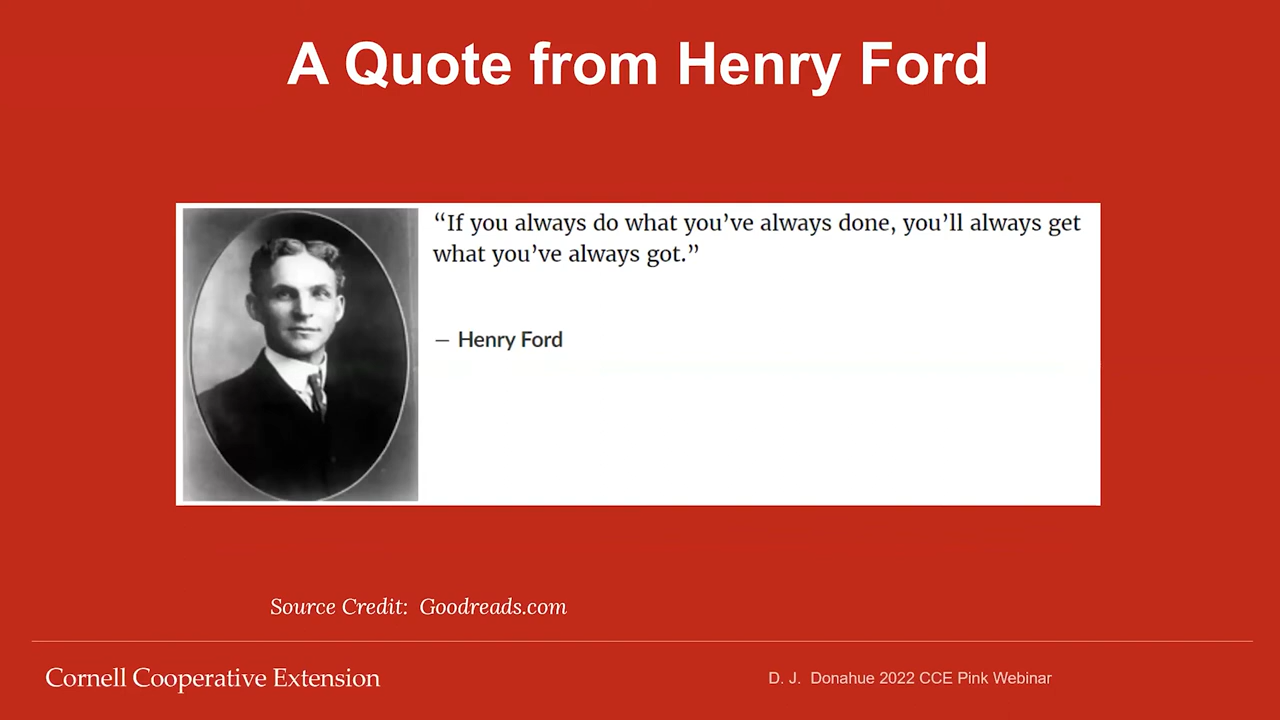 A Quote from Henry Ford
“If you always do what you’ve always done, you’ll always get
what you’ve always got.”
— Henry Ford
Source Credit: Goodreads.com
Cornell Cooperative Extension
D. J. Donahue 2022 CCE Pink Webinar